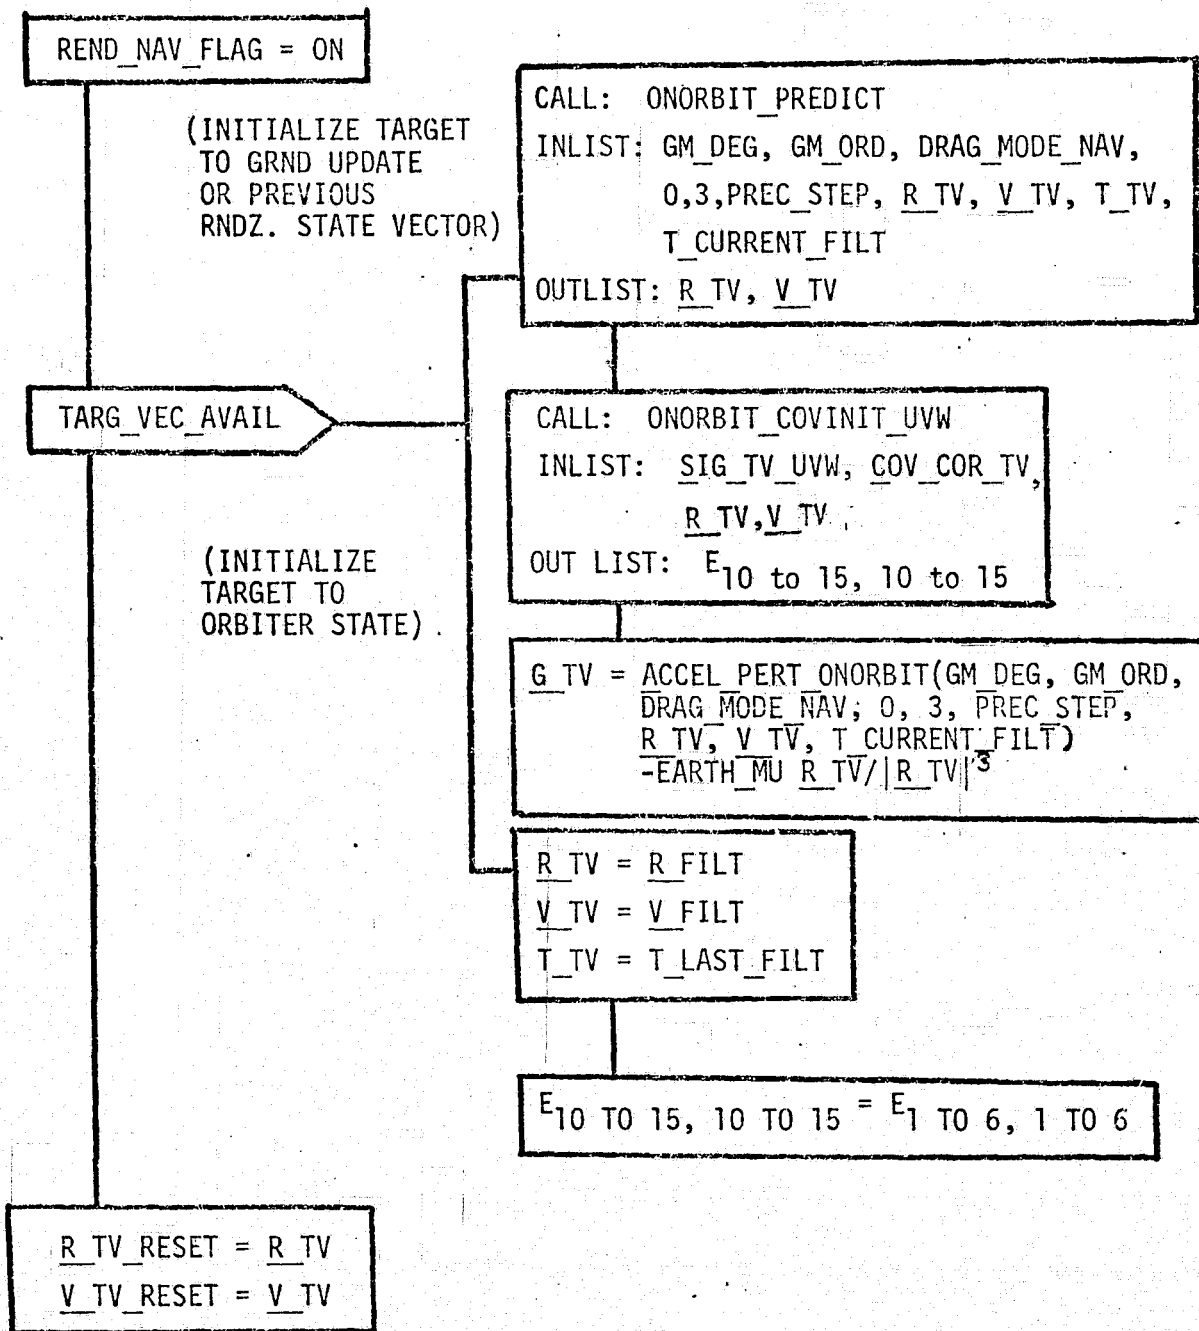 REND_NAV_FLAG = ON
(INITIALIZE TARGET
TO GRND UPDATE
OR PREVIOUS
RNDZ. STATE VECTOR)
CALL: ONORBIT_PREDICT
INLIST: GM_DEG, GM_ORD, DRAG_MODE_NAV,
0,3,PREC_STEP, R_TV, V_TV, T_TV,
T_CURRENT_FILT
OUTLIST: R_TV, V_TV
TARG_VEC_AVAIL
CALL: ONORBIT_COVINIT_UVW
INLIST: SIG_TV_UVW, COV_COR_TV,
R_TV,V_TV
OUT LIST: E10 to 15, 10 to 15
(INITIALIZE
TARGET TO
ORBITER STATE)
G_TV = ACCEL_PERT_ONORBIT(GM_DEG, GM_ORD,
DRAG_MODE_NAV, 0, 3, PREC_STEP,
R_TV, V_TV, T_CURRENT_FILT)
-EARTH_MU R_TV/|R_TV|3
R_TV = R_FILT
V_TV = V_FILT
T_TV = T_LAST_FILT
E10 TO 15, 10 TO 15 = E1 TO 6, 1 TO 6
R_TV_RESET = R_TV
V_TV_RESET = V_TV